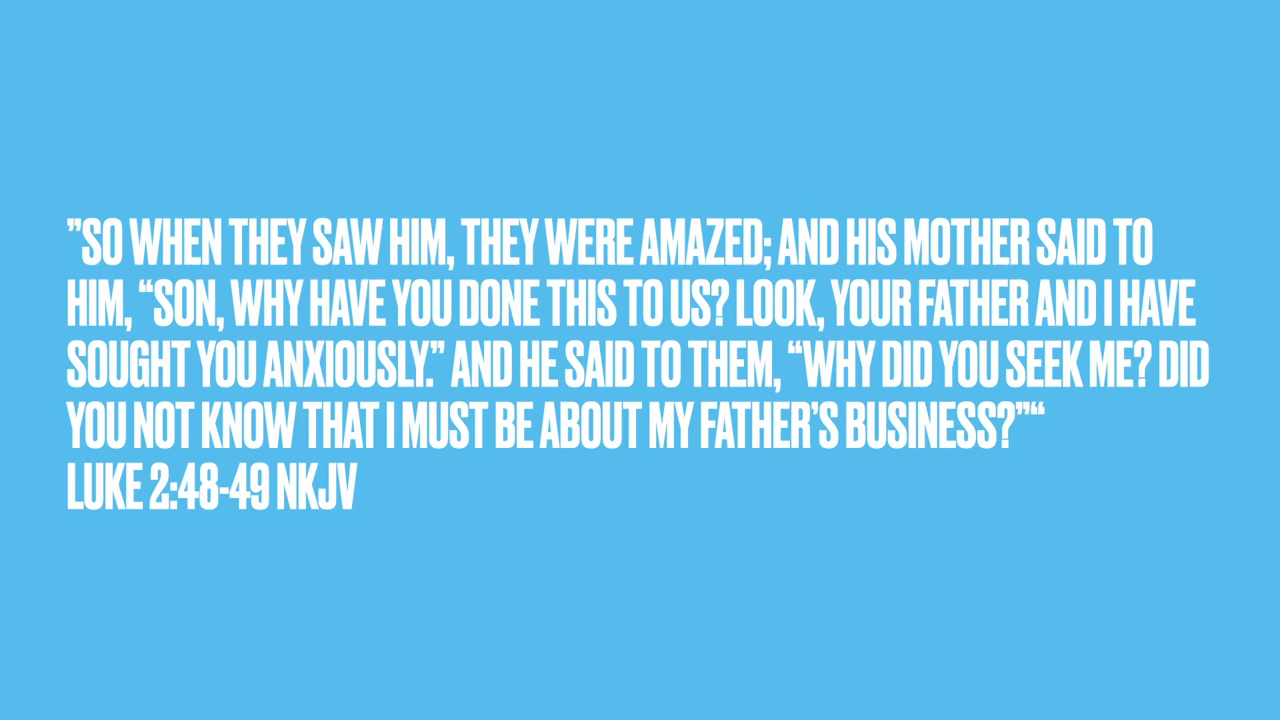 ”SO WHEN THEY SAW HIM, THEY WERE AMAZED; AND HIS MOTHER SAID TO
HIM, “SON, WHY HAVE YOU DONE THIS TO US? LOOK, YOUR FATHER AND I HAVE
SOUGHT YOU ANXIOUSLY.” AND HE SAID TO THEM, “WHY DID YOU SEEK ME? DID
YOU NOT KNOW THAT I MUST BE ABOUT MY FATHER’S BUSINESS?”“
LUKE 2:48-49 NKJV